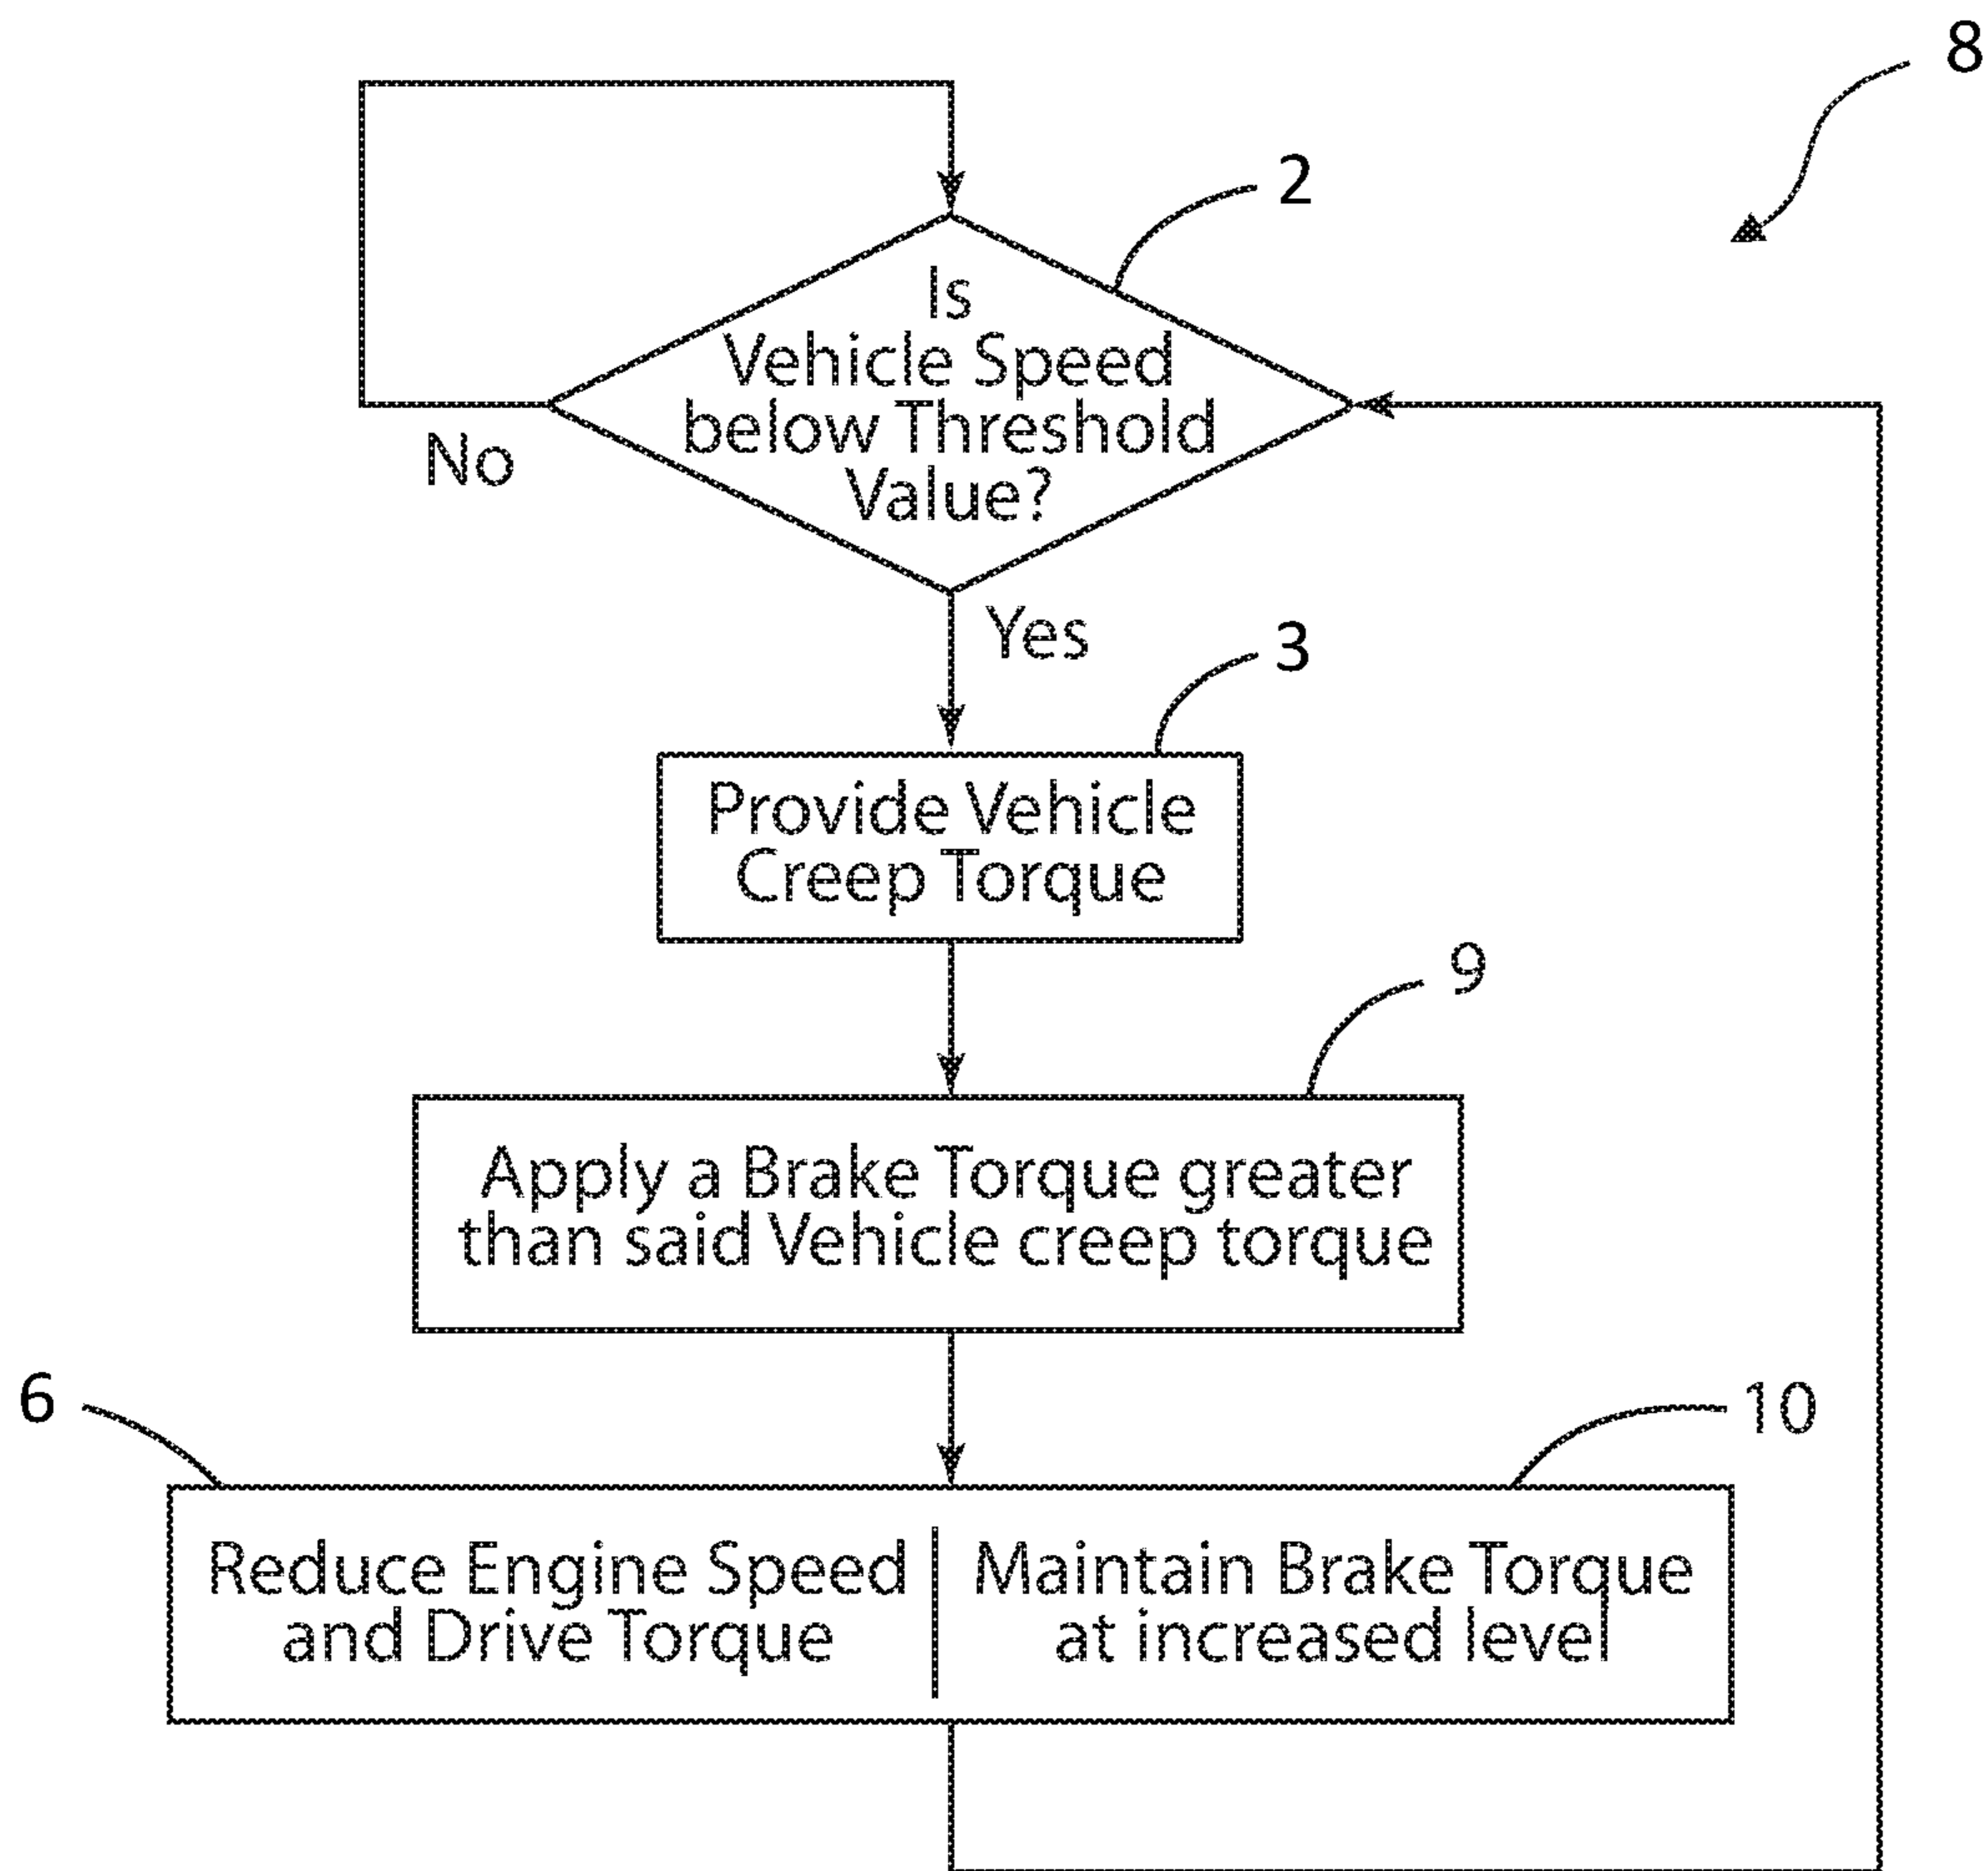 8
2
Is
Vehicle Speed
below Threshold
Value?
No
Yes
3
Provide Vehicle
Creep Torque
9
Apply a Brake Torque greater
than said Vehicle creep torque
6
10
Reduce Engine Speed
and Drive Torque
Maintain Brake Torque
at increased level